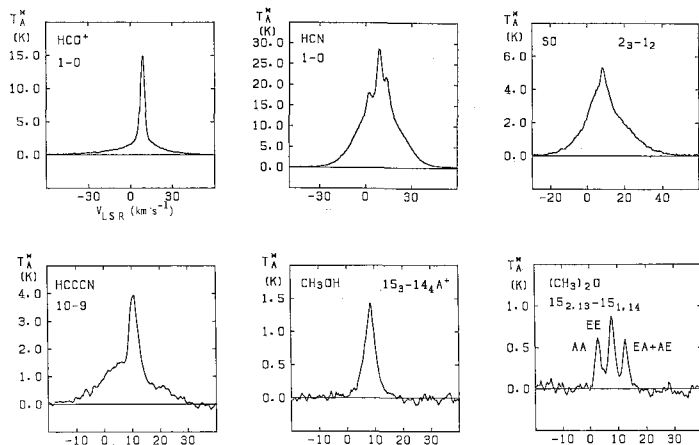 T*A (K)
HCO⁺
1-0
15.0
10.0
5.0
0.0
-30 0 30
V LSR (km·s⁻¹)
T*A (K)
HCN
1-0
30.0
25.0
20.0
15.0
10.0
5.0
0.0
-30 0 30
T*A (K)
SO 2₃-1₂
6.0
4.0
2.0
0.0
-20 0 20 40
T*A (K)
HCCCN
10-9
4.0
3.0
2.0
1.0
0.0
-10 0 10 20 30
T*A (K)
CH₃OH 15₃-14₄A⁺
1.5
1.0
0.5
0.0
-10 0 10 20 30
T*A (K)
(CH₃)₂O
15₂,₁₃-15₁,₁₄
EE
AA EA+AE
1.0
0.5
0.0
-10 0 10 20 30